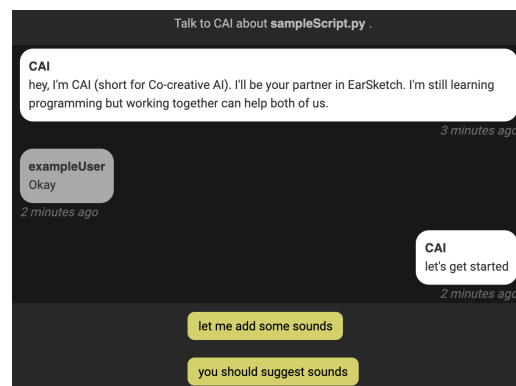 Talk to CAI about sampleScript.py .
CAI
hey, I'm CAI (short for Co-creative AI). I'll be your partner in EarSketch. I'm still learning
programming but working together can help both of us.
3 minutes ago
exampleUser
Okay
2 minutes ago
CAI
let's get started
2 minutes ago
let me add some sounds
you should suggest sounds